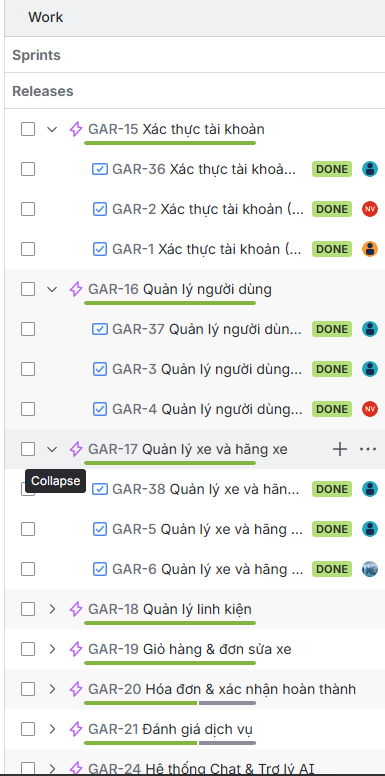 Work
Sprints
Releases
GAR-15 Xác thực tài khoản
GAR-36 Xác thực tài khoả... DONE
GAR-2 Xác thực tài khoản (... DONE NV
GAR-1 Xác thực tài khoản (... DONE
GAR-16 Quản lý người dùng
GAR-37 Quản lý người dùn... DONE
GAR-3 Quản lý người dùng... DONE
GAR-4 Quản lý người dùng... DONE NV
GAR-17 Quản lý xe và hãng xe
Collapse
GAR-38 Quản lý xe và hãn... DONE
GAR-5 Quản lý xe và hãng ... DONE
GAR-6 Quản lý xe và hãng ... DONE
GAR-18 Quản lý linh kiện
GAR-19 Giỏ hàng & đơn sửa xe
GAR-20 Hóa đơn & xác nhận hoàn thành
GAR-21 Đánh giá dịch vụ
GAR-24 Hệ thống Chat & Trợ lý AI